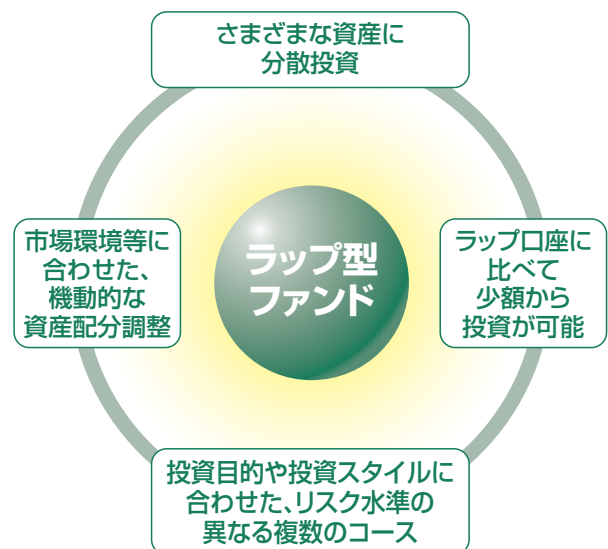 さまざまな資産に
分散投資
市場環境等に
合わせた、
機動的な
資産配分調整
ラップ型
ファンド
ラップ口座に
比べて
少額から
投資が可能
投資目的や投資スタイルに
合わせた、リスク水準の
異なる複数のコース